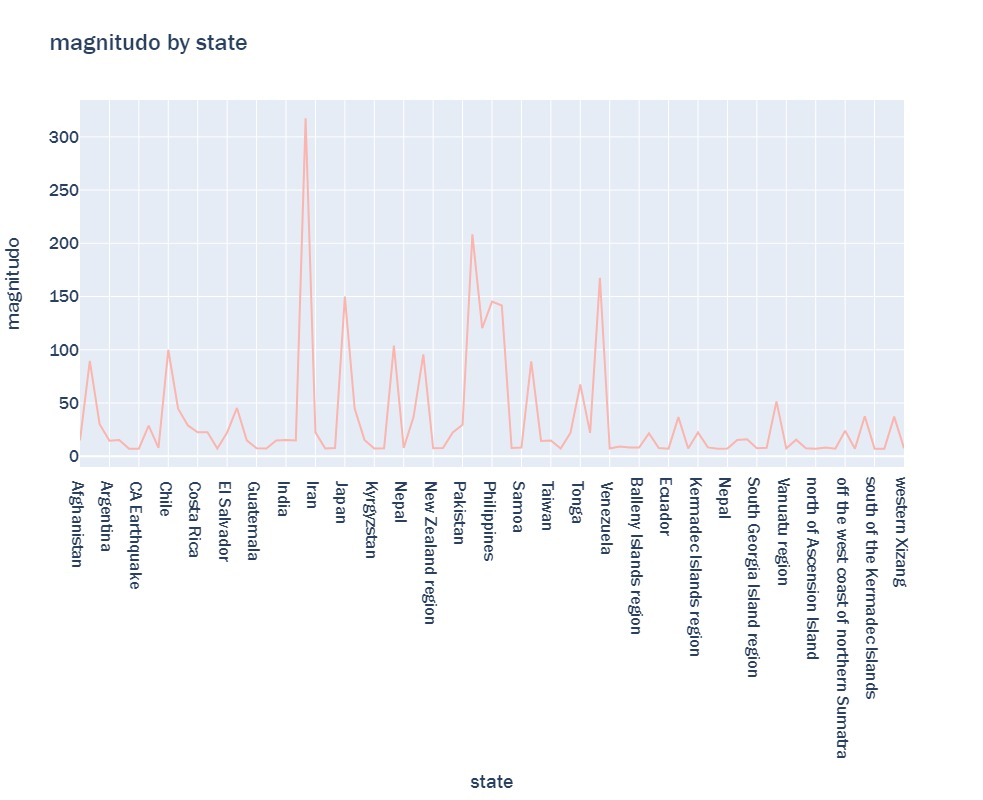 magnitudo by state
magnitudo
300
250
200
150
100
50
0
Afghanistan
Argentina
CA Earthquake
Chile
Costa Rica
El Salvador
Guatemala
India
Iran
Japan
Kyrgyzstan
Nepal
New Zealand region
Pakistan
Philippines
Samoa
Taiwan
Tonga
Venezuela
Balleny Islands region
Ecuador
Kermadec Islands region
Nepal
South Georgia Island region
Vanuatu region
north of Ascension Island
off the west coast of northern Sumatra
south of the Kermadec Islands
western Xizang
state